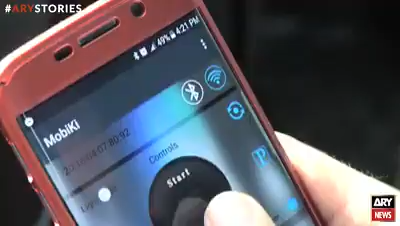 #ARYSTORIES
49% 4:21 PM
MobiKi
Controls
Start
ARY
NEWS